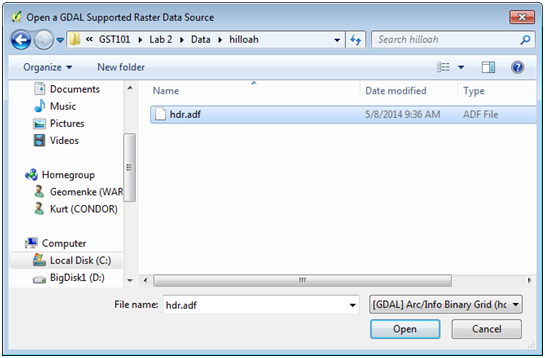 Open a GDAL Supported Raster Data Source
« GST101 Lab 2 Data hilloah
Search hilloah
Organize New folder
Documents
Music
Pictures
Videos
Homegroup
Geomenke (WAR
Kurt (CONDOR)
Computer
Local Disk (C:)
BigDisk1 (D:)
Name Date modified Type
hdr.adf 5/8/2014 9:36 AM ADF File
File name: hdr.adf
[GDAL] Arc/Info Binary Grid (hc
Open Cancel